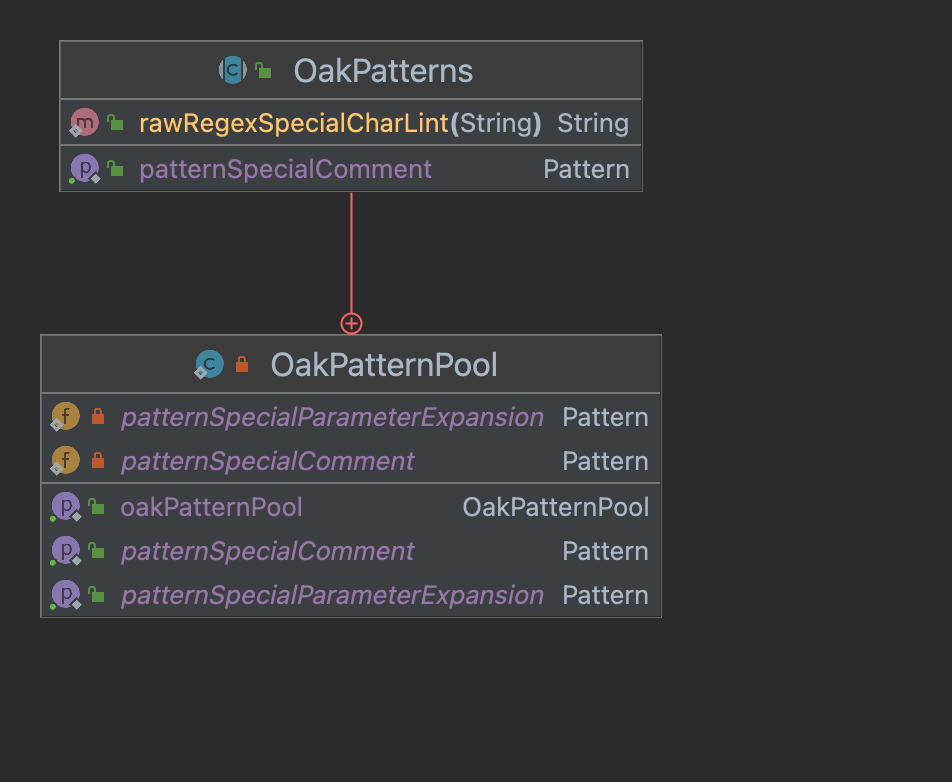 OakPatterns
rawRegexSpecialCharLint(String) String
patternSpecialComment Pattern
OakPatternPool
patternSpecialParameterExpansion Pattern
patternSpecialComment Pattern
oakPatternPool OakPatternPool
patternSpecialComment Pattern
patternSpecialParameterExpansion Pattern